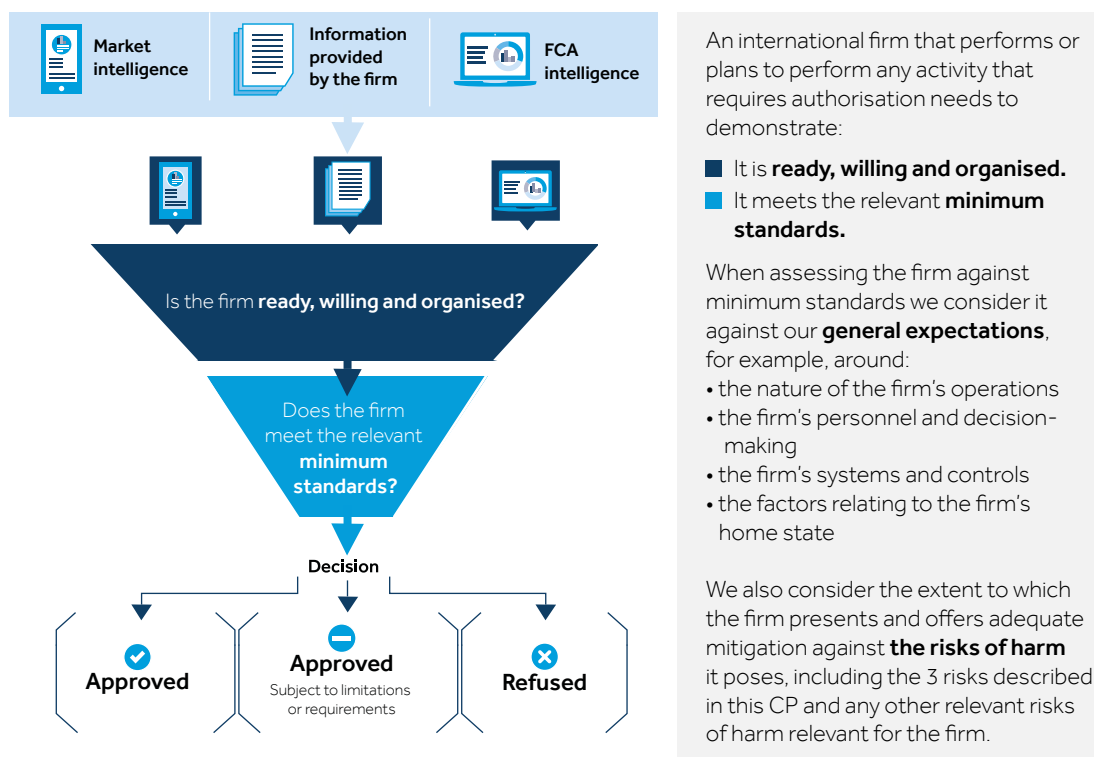 Market
intelligence
Information
provided
by the firm
FCA
intelligence
Is the firm ready, willing and organised?
Does the firm
meet the relevant
minimum
standards?
Decision
Approved
Approved
Subject to limitations
or requirements
Refused
An international firm that performs or
plans to perform any activity that
requires authorisation needs to
demonstrate:
It is ready, willing and organised.
It meets the relevant minimum
standards.
When assessing the firm against
minimum standards we consider it
against our general expectations,
for example, around:
• the nature of the firm's operations
• the firm's personnel and decision-
making
• the firm's systems and controls
• the factors relating to the firm's
home state
We also consider the extent to which
the firm presents and offers adequate
mitigation against the risks of harm
it poses, including the 3 risks described
in this CP and any other relevant risks
of harm relevant for the firm.